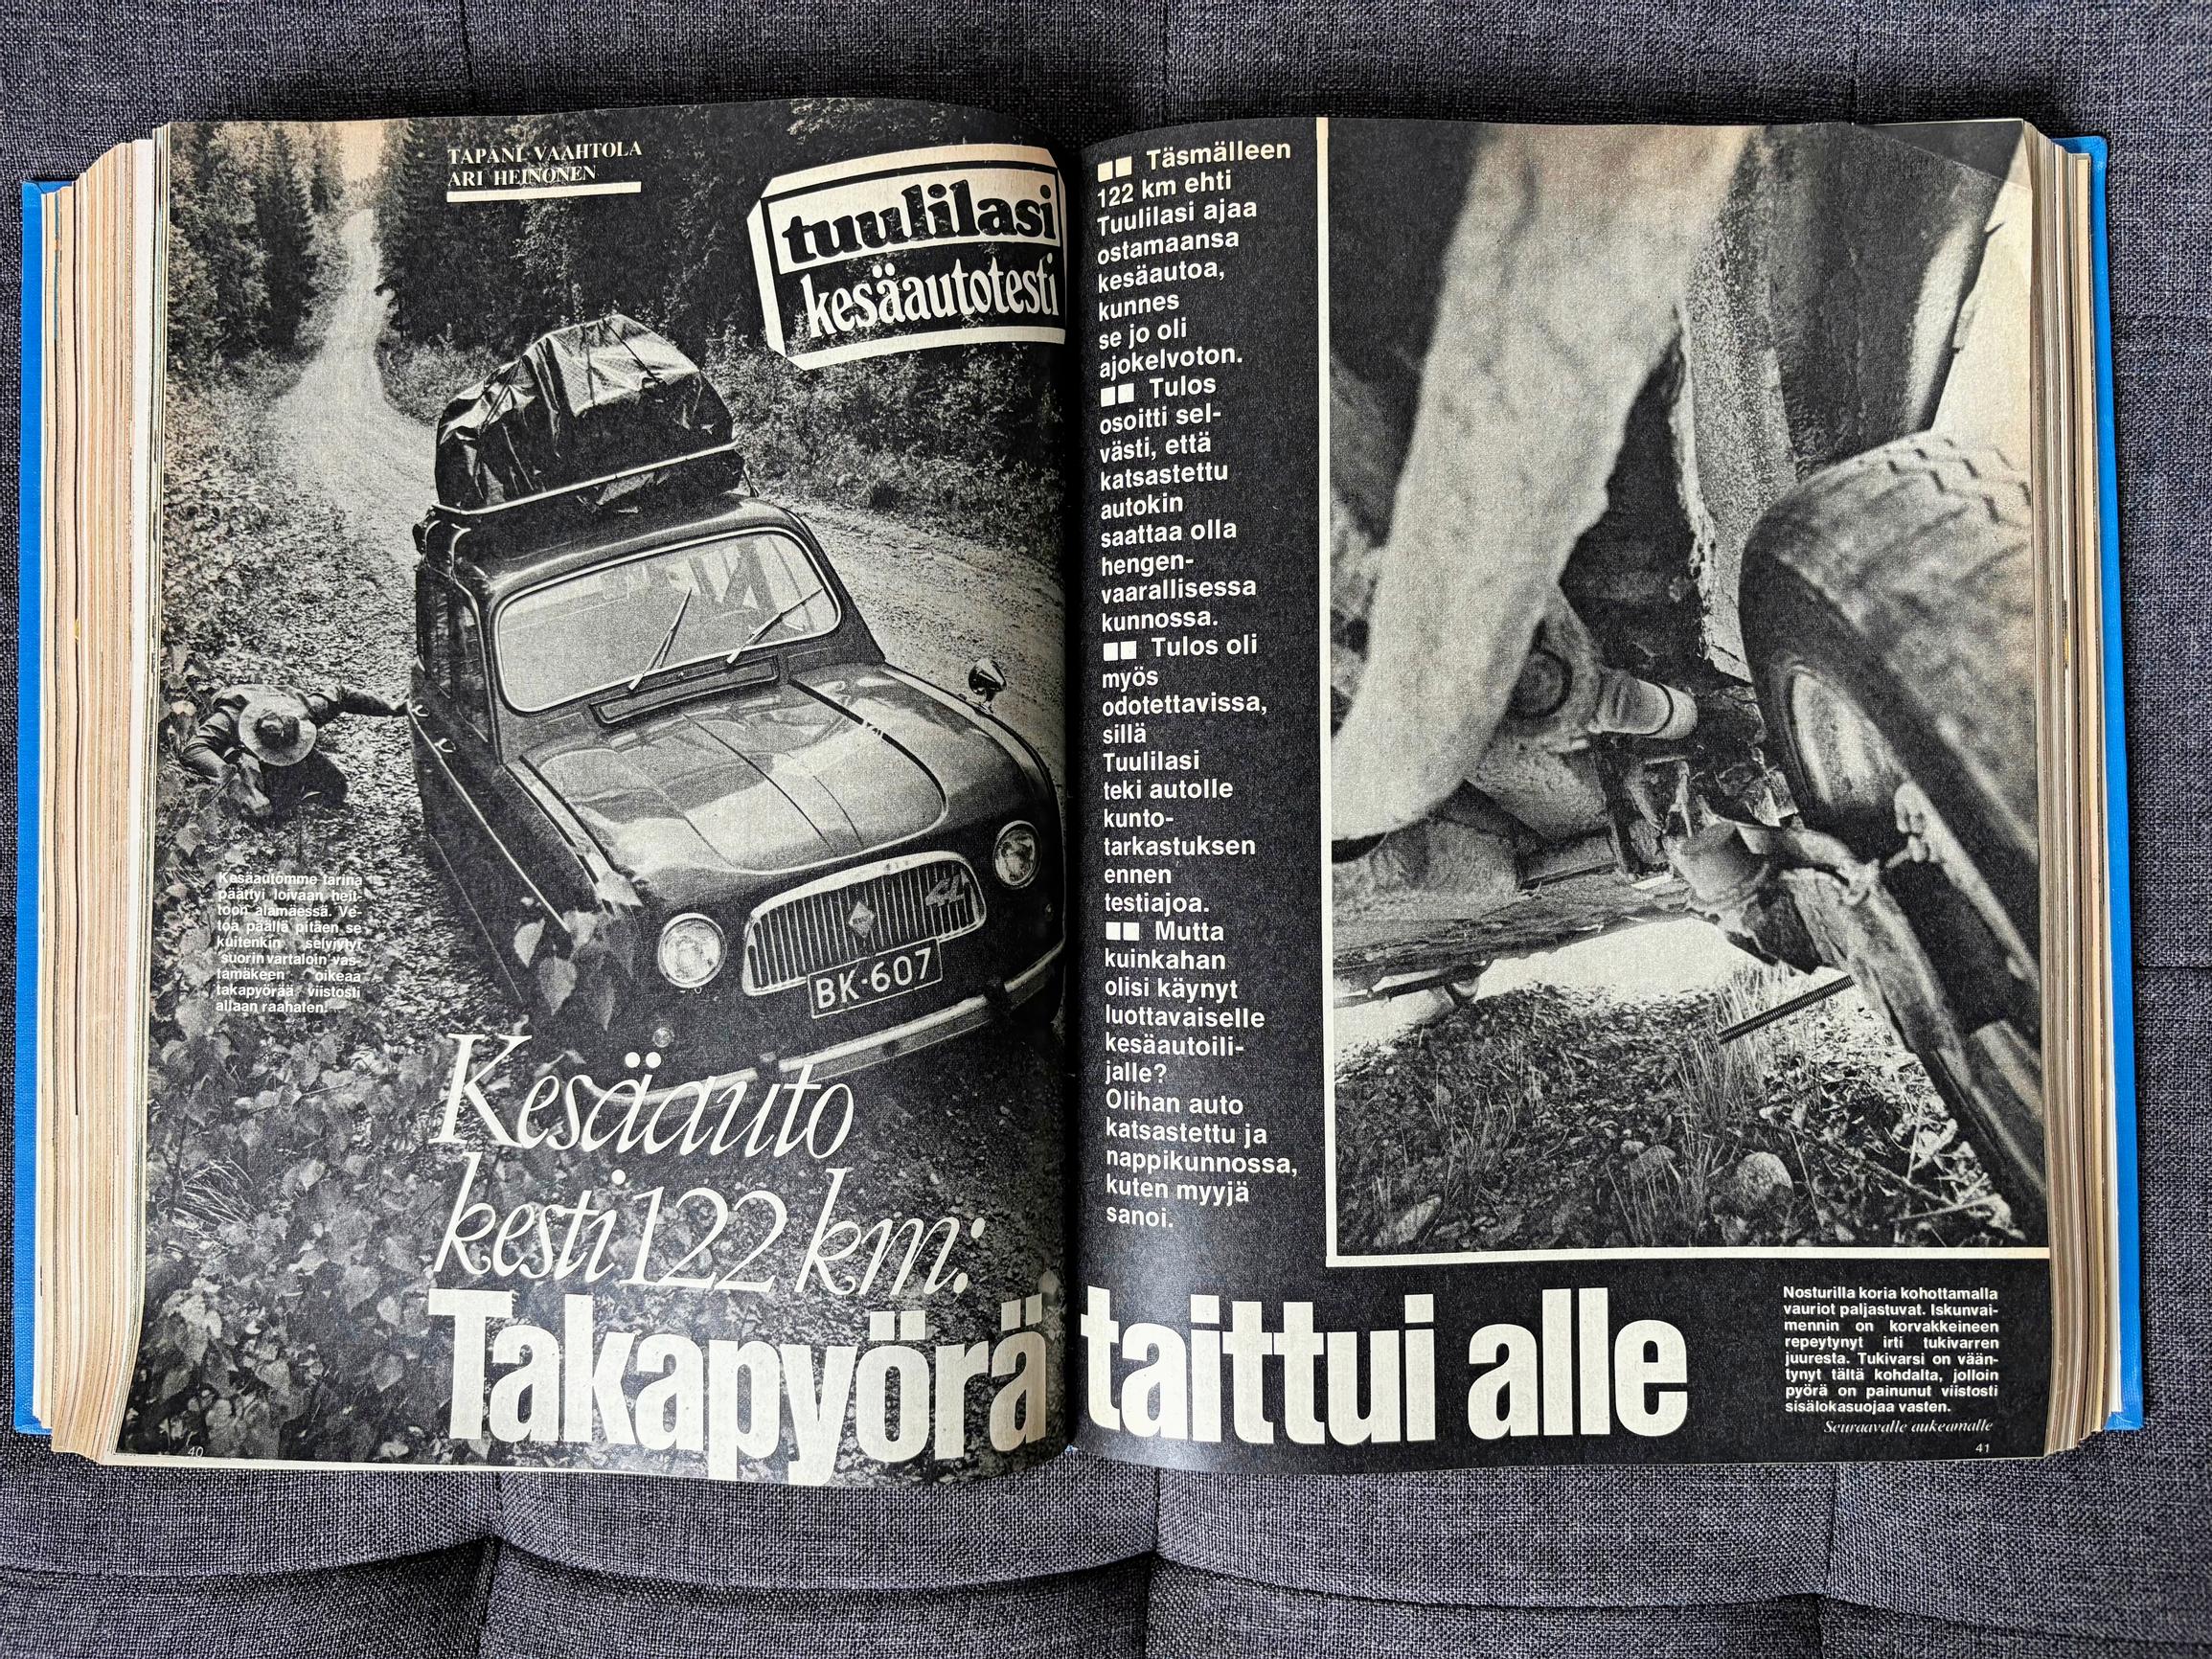 TAPANI VAAHTOLA
ARI HEINONEN
tuulilasi
kesäautotesti
Kesäautomme tarina
päättyi loivaan heit-
toon alamäessä. Ve-
toa päällä pitäen se
kuitenkin selviytyi
suorin vartaloin vas-
tamäkeen oikeaa
takapyörää viistosti
allaan raahaten!
4L
BK-607
Kesäauto
kesti 122 km:
Takapyörä taittui alle
40
■■ Täsmälleen
122 km ehti
Tuulilasi ajaa
ostamaansa
kesäautoa,
kunnes
se jo oli
ajokelvoton.
■■ Tulos
osoitti sel-
västi, että
katsastettu
autokin
saattaa olla
hengen-
vaarallisessa
kunnossa.
■■ Tulos oli
myös
odotettavissa,
sillä
Tuulilasi
teki autolle
kunto-
tarkastuksen
ennen
testiajoa.
■■ Mutta
kuinkahan
olisi käynyt
luottavaiselle
kesäautoili-
jalle?
Olihan auto
katsastettu ja
nappikunnossa,
kuten myyjä
sanoi.
Nosturilla koria kohottamalla
vauriot paljastuvat. Iskunvai-
mennin on korvakkeineen
repeytynyt irti tukivarren
juuresta. Tukivarsi on vään-
tynyt tältä kohdalta, jolloin
pyörä on painunut viistosti
sisälokasuojaa vasten.
Seuraavalle aukeamalle
41